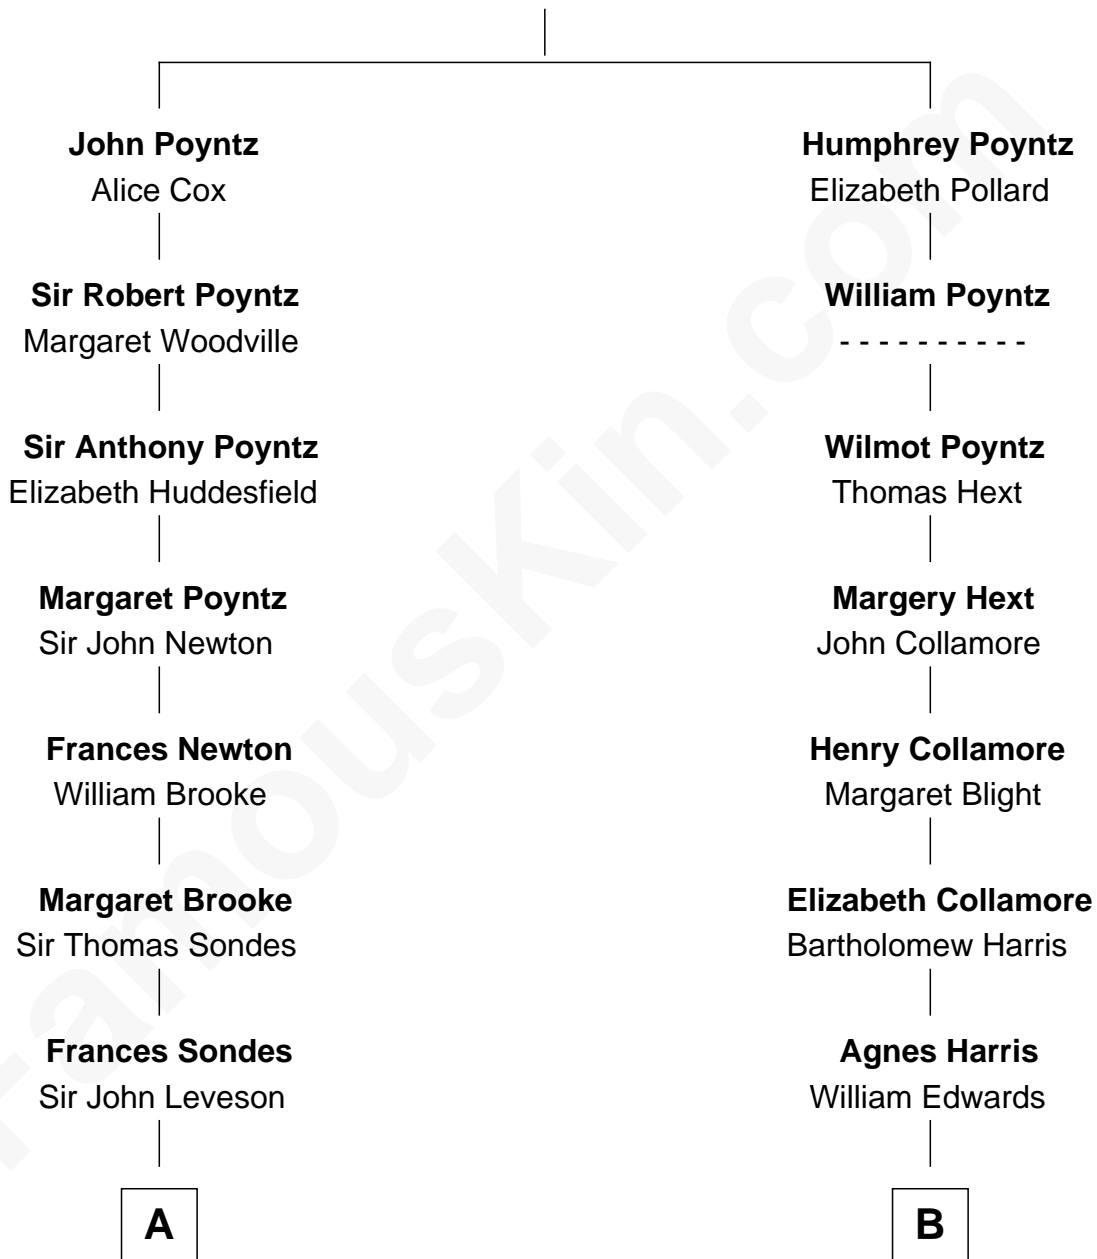 John Poyntz
Alice Cox
Sir Robert Poyntz
Margaret Woodville
Sir Anthony Poyntz
Elizabeth Huddesfield
Margaret Poyntz
Sir John Newton
Frances Newton
William Brooke
Margaret Brooke
Sir Thomas Sondes
Frances Sondes
Sir John Leveson
A
Humphrey Poyntz
Elizabeth Pollard
William Poyntz
- - - - - - - - - -
Wilmot Poyntz
Thomas Hext
Margery Hext
John Collamore
Henry Collamore
Margaret Blight
Elizabeth Collamore
Bartholomew Harris
Agnes Harris
William Edwards
B
FamousKin.com